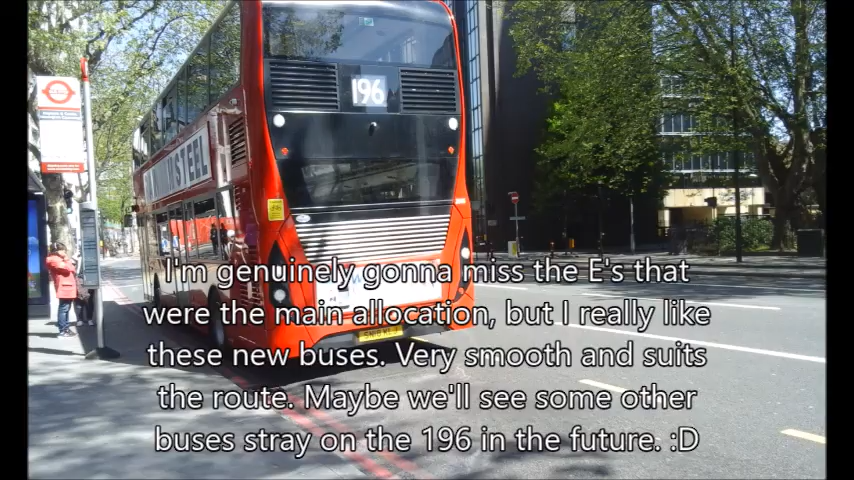 196
STEEL
I'm genuinely gonna miss the E's that
were the main allocation, but I really like
these new buses. Very smooth and suits
the route. Maybe we'll see some other
buses stray on the 196 in the future. :D